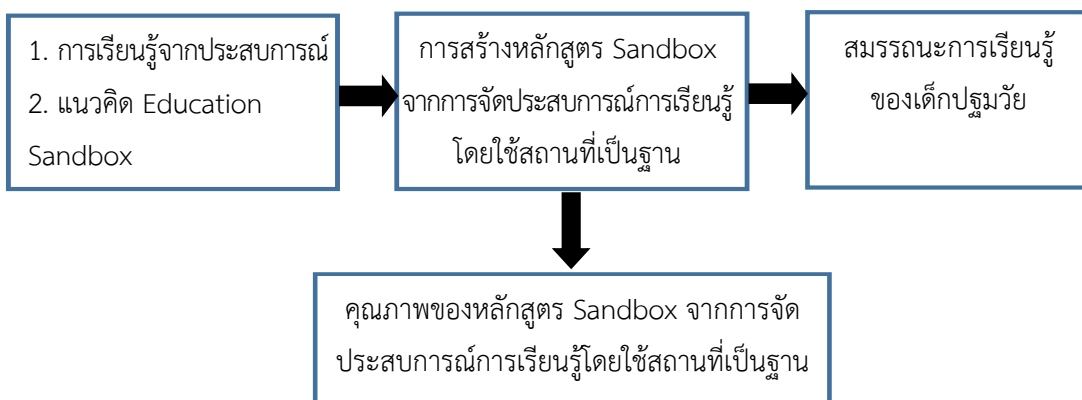 1. การเรียนรู้จากประสบการณ์
2. แนวคิด Education
Sandbox
การสร้างหลักสูตร Sandbox
จากการจัดประสบการณ์การเรียนรู้
โดยใช้สถานที่เป็นฐาน
สมรรถนะการเรียนรู้
ของเด็กปฐมวัย
คุณภาพของหลักสูตร Sandbox จากการจัด
ประสบการณ์การเรียนรู้โดยใช้สถานที่เป็นฐาน